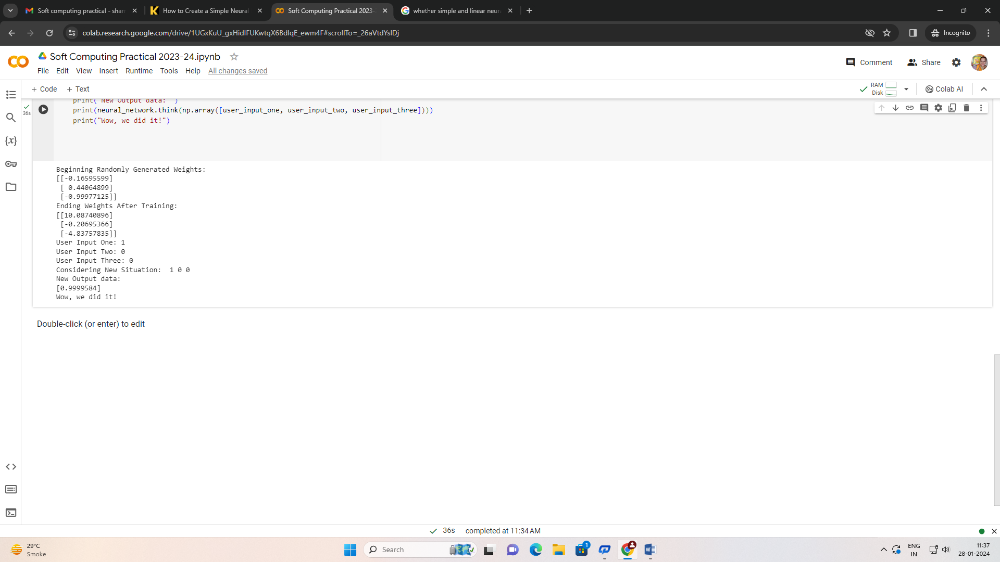 Soft computing practical - shar
How to Create a Simple Neural
Soft Computing Practical 2023-
whether simple and linear neur
colab.research.google.com/drive/1UGxKuU_gxHidlFUKwtqX6BdlqE_ewm4F#scrollTo=_26aVtdYslDj
Incognito
Soft Computing Practical 2023-24.ipynb
File Edit View Insert Runtime Tools Help All changes saved
Comment Share
+ Code + Text
RAM
Disk
Colab AI
36s
print("New Output data: ")
print(neural_network.think(np.array([user_input_one, user_input_two, user_input_three])))
print("Wow, we did it!")
{x}
Beginning Randomly Generated Weights:
[[-0.16595599]
[ 0.44064899]
[-0.99977125]]
Ending Weights After Training:
[[10.08740896]
[-0.20695366]
[-4.83757835]]
User Input One: 1
User Input Two: 0
User Input Three: 0
Considering New Situation:  1 0 0
New Output data:
[0.9999584]
Wow, we did it!
Double-click (or enter) to edit
36s completed at 11:34 AM
29°C
Smoke
Search
1
ENG
IN
11:37
28-01-2024